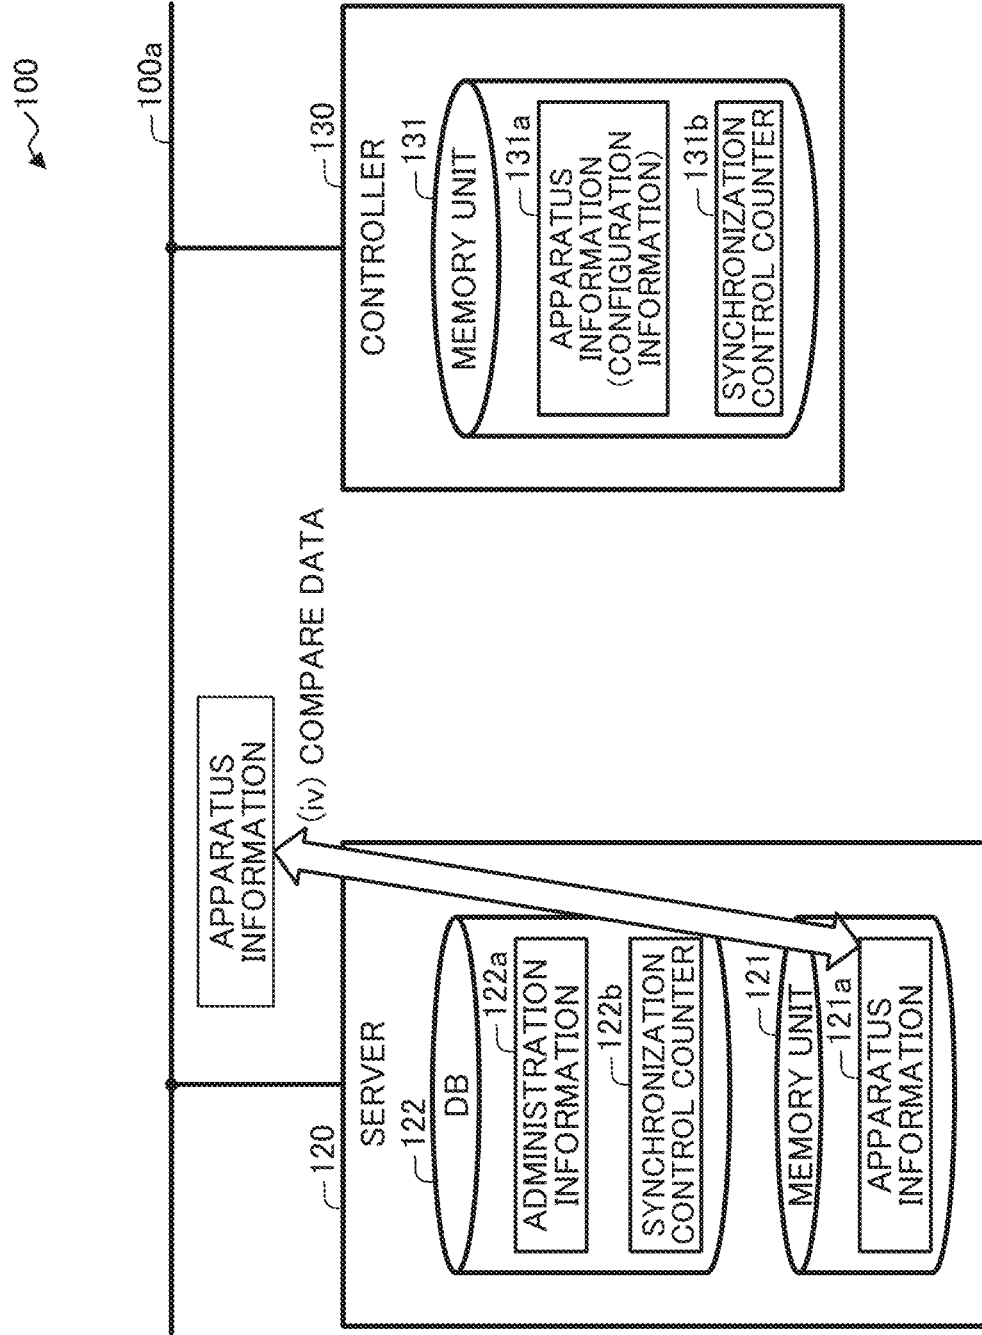 100
100a
APPARATUS
INFORMATION
(iv) COMPARE DATA
120
SERVER
122
DB
122a
ADMINISTRATION
INFORMATION
122b
SYNCHRONIZATION
CONTROL COUNTER
121
MEMORY UNIT
121a
APPARATUS
INFORMATION
130
CONTROLLER
131
MEMORY UNIT
131a
APPARATUS
INFORMATION
(CONFIGURATION
INFORMATION)
131b
SYNCHRONIZATION
CONTROL COUNTER